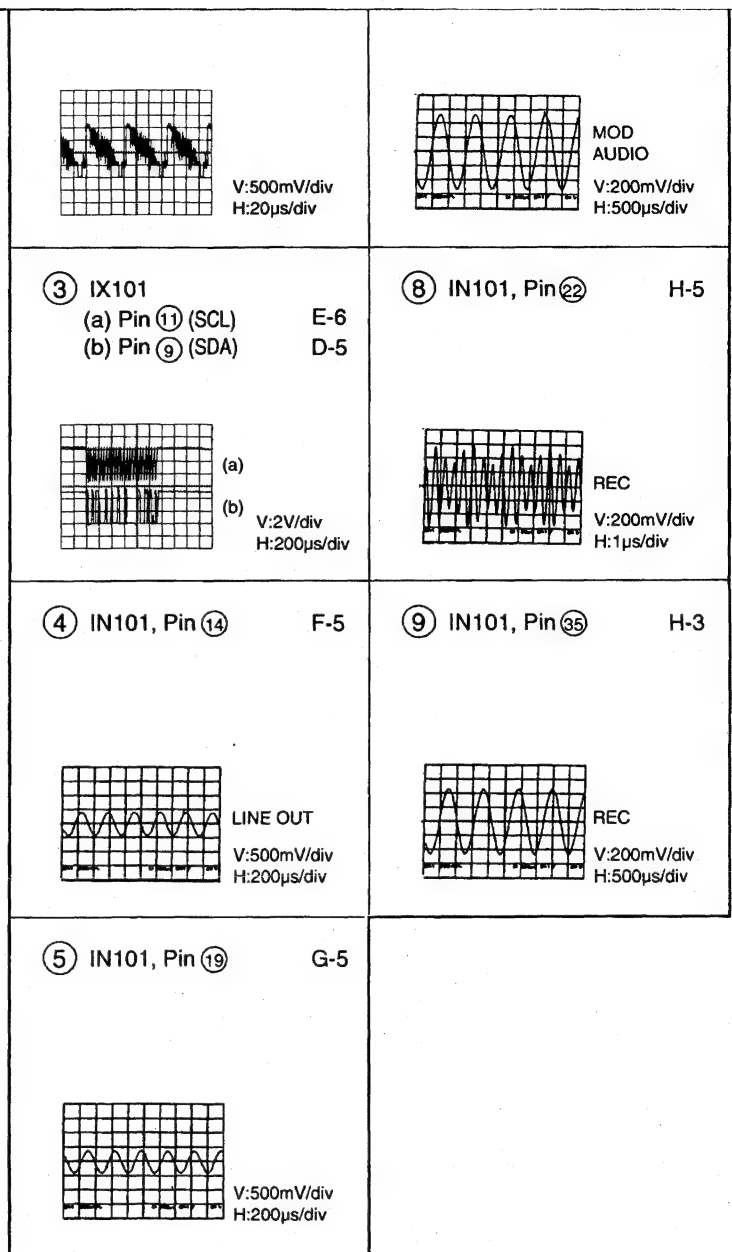 V:500mV/div
H:20µs/div
MOD
AUDIO
V:200mV/div
H:500µs/div
③ IX101
(a) Pin ⑪ (SCL) E-6
(b) Pin ⑨ (SDA) D-5
(a)
(b)
V:2V/div
H:200µs/div
⑧ IN101, Pin ㉒ H-5
REC
V:200mV/div
H:1µs/div
④ IN101, Pin ⑭ F-5
LINE OUT
V:500mV/div
H:200µs/div
⑨ IN101, Pin ㉟ H-3
REC
V:200mV/div
H:500µs/div
⑤ IN101, Pin ⑲ G-5
V:500mV/div
H:200µs/div